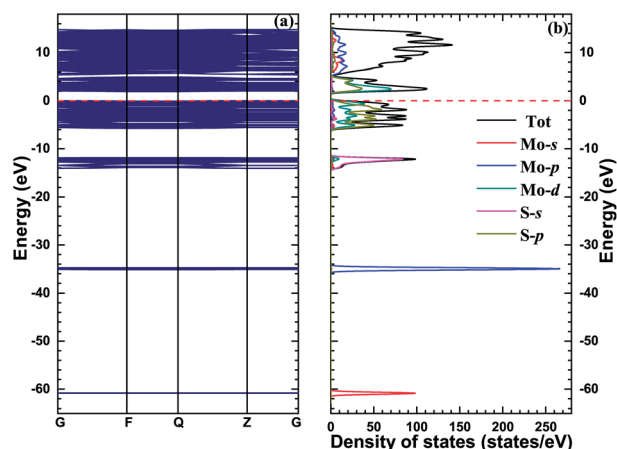 (a)
(b)
Energy (eV)
10
0
-10
-20
-30
-40
-50
-60
G F Q Z G
10
0
-10
-20
-30
-40
-50
-60
Energy (eV)
Tot
Mo-s
Mo-p
Mo-d
S-s
S-p
0 50 100 150 200 250
Density of states (states/eV)